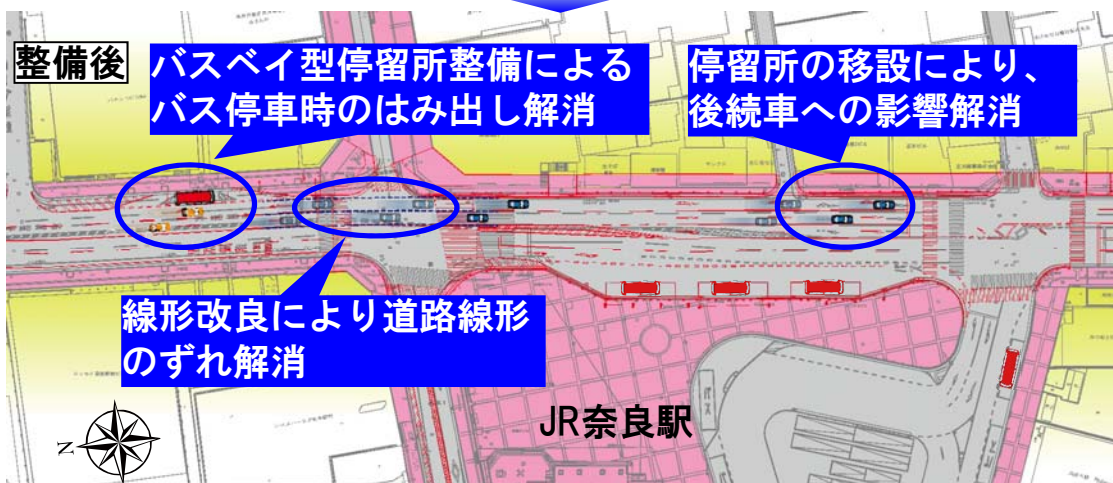 整備後
バスベイ型停留所整備による
バス停車時のはみ出し解消
停留所の移設により、
後続車への影響解消
線形改良により道路線形
のずれ解消
JR奈良駅
N